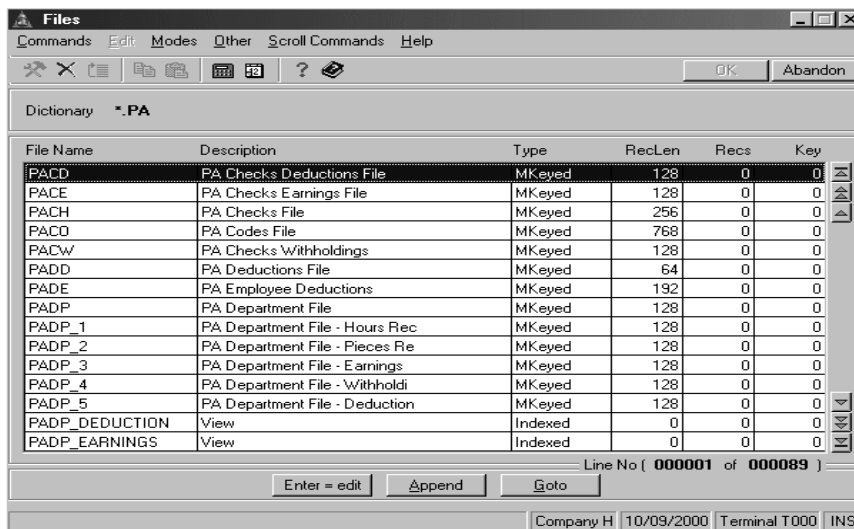 Files
Commands Edit Modes Other Scroll Commands Help
12 ?
OK Abandon
Dictionary *.PA
File Name Description Type RecLen Recs Key
PACD PA Checks Deductions File MKeyed 128 0 0
PACE PA Checks Earnings File MKeyed 128 0 0
PACH PA Checks File MKeyed 256 0 0
PACO PA Codes File MKeyed 768 0 0
PACW PA Checks Withholdings MKeyed 128 0 0
PADD PA Deductions File MKeyed 64 0 0
PADE PA Employee Deductions MKeyed 192 0 0
PADP PA Department File MKeyed 128 0 0
PADP_1 PA Department File - Hours Rec MKeyed 128 0 0
PADP_2 PA Department File - Pieces Re MKeyed 128 0 0
PADP_3 PA Department File - Earnings MKeyed 128 0 0
PADP_4 PA Department File - Withholdi MKeyed 128 0 0
PADP_5 PA Department File - Deduction MKeyed 128 0 0
PADP_DEDUCTION View Indexed 0 0 0
PADP_EARNINGS View Indexed 0 0 0
Line No ( 000001 of 000089 )
Enter = edit Append Goto
Company H 10/09/2000 Terminal T000 INS